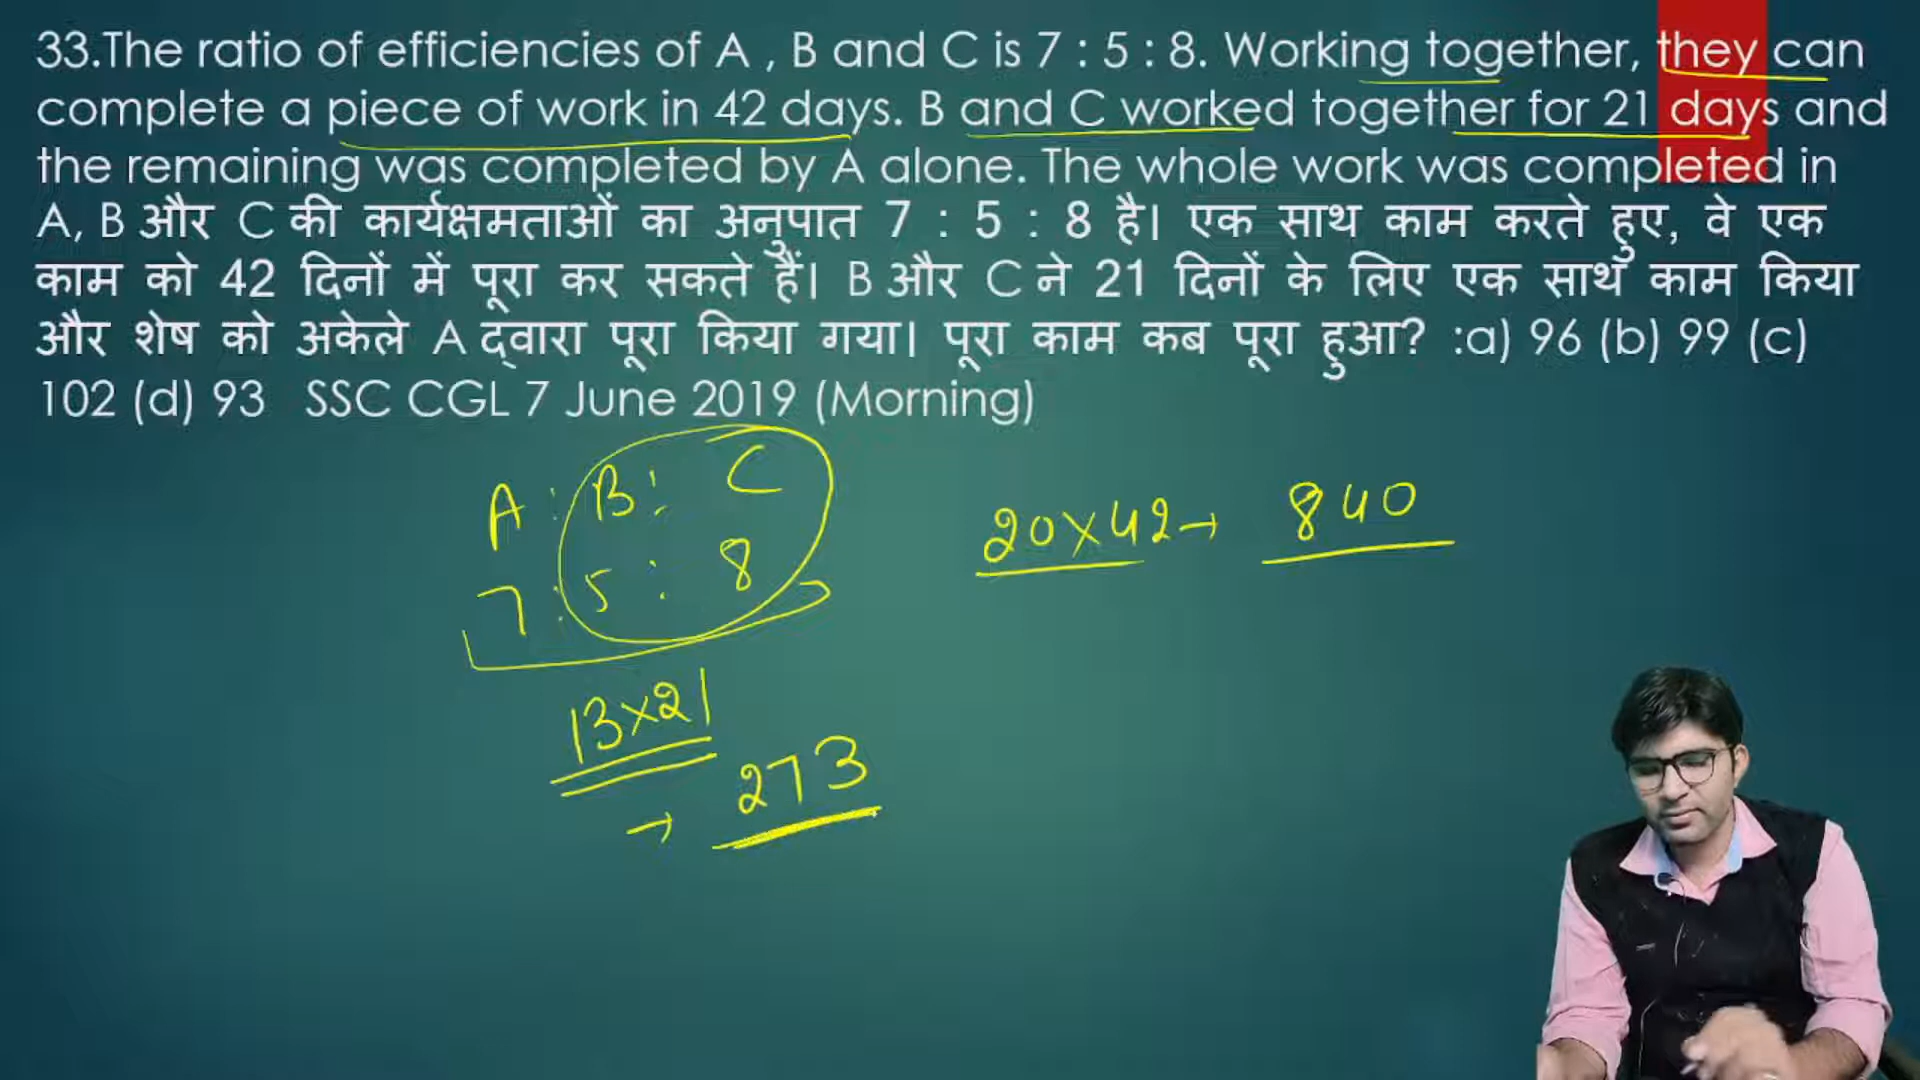 33.The ratio of efficiencies of A , B and C is 7 : 5 : 8. Working together, they can
complete a piece of work in 42 days. B and C worked together for 21 days and
the remaining was completed by A alone. The whole work was completed in
A, B और C की कार्यक्षमताओं का अनुपात 7 : 5 : 8 है। एक साथ काम करते हुए, वे एक
काम को 42 दिनों में पूरा कर सकते हैं। B और C ने 21 दिनों के लिए एक साथ काम किया
और शेष को अकेले A द्वारा पूरा किया गया। पूरा काम कब पूरा हुआ? :a) 96 (b) 99 (c)
102 (d) 93 SSC CGL 7 June 2019 (Morning)
A : B : C
7 : 5 : 8
20×42→ 840
13×21
→ 273